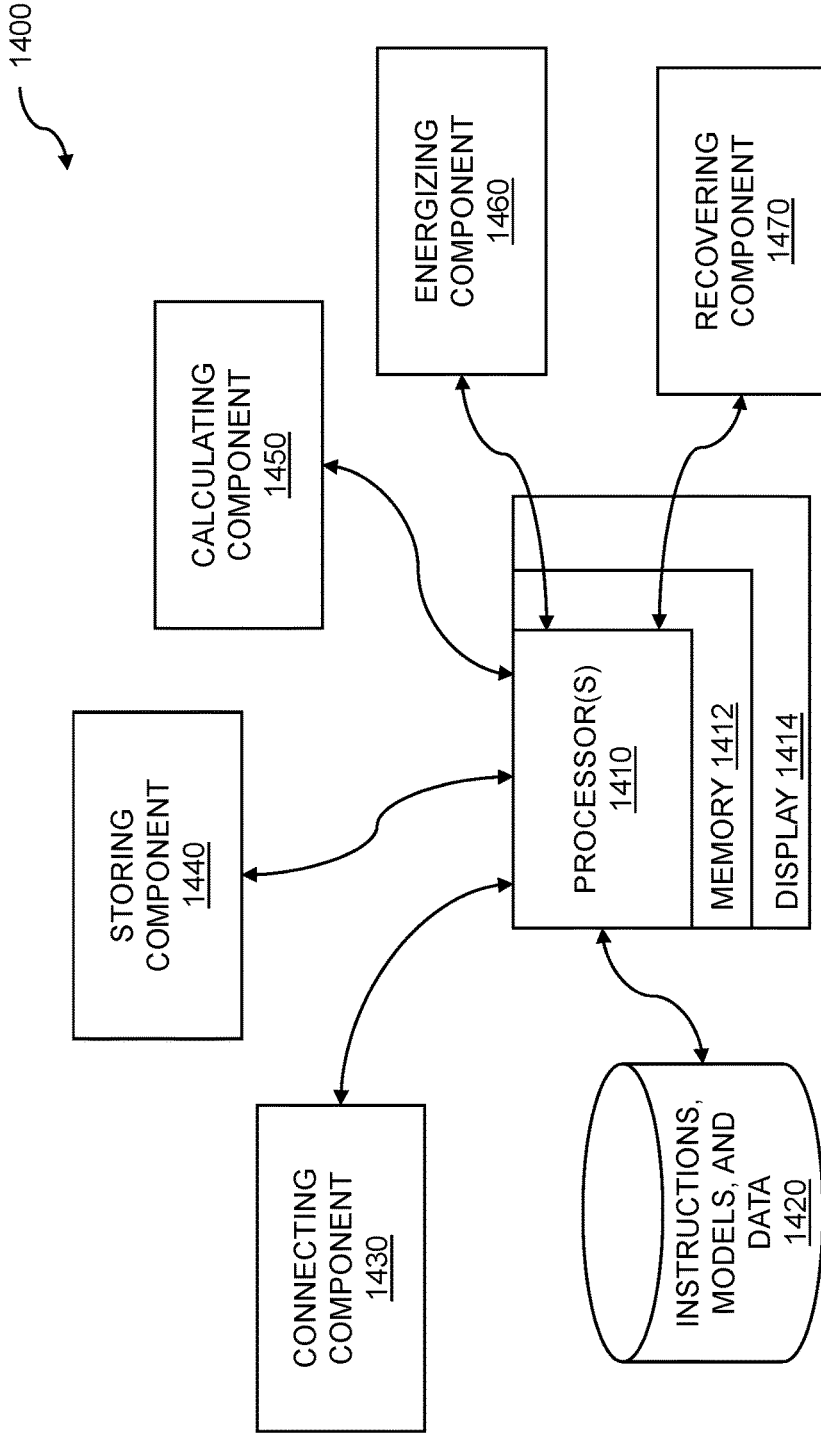 1400
STORING
COMPONENT
1440
CALCULATING
COMPONENT
1450
CONNECTING
COMPONENT
1430
ENERGIZING
COMPONENT
1460
PROCESSOR(S)
1410
MEMORY 1412
DISPLAY 1414
INSTRUCTIONS,
MODELS, AND
DATA
1420
RECOVERING
COMPONENT
1470